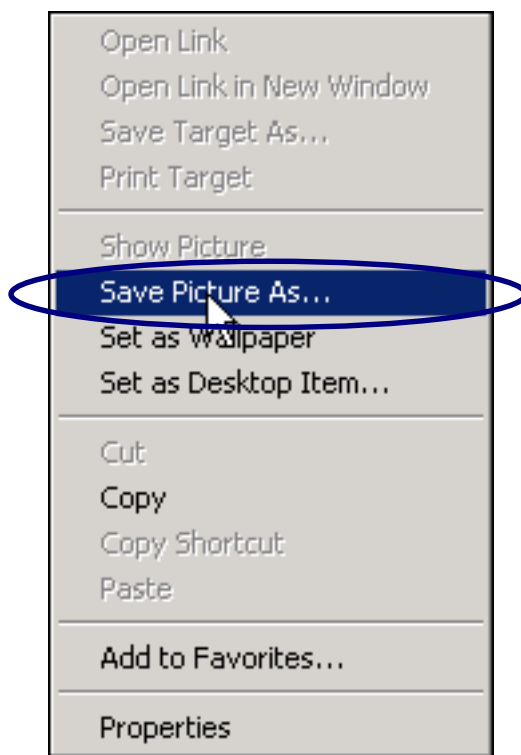 Open Link
Open Link in New Window
Save Target As...
Print Target
Show Picture
Save Picture As...
Set as Wallpaper
Set as Desktop Item...
Cut
Copy
Copy Shortcut
Paste
Add to Favorites...
Properties